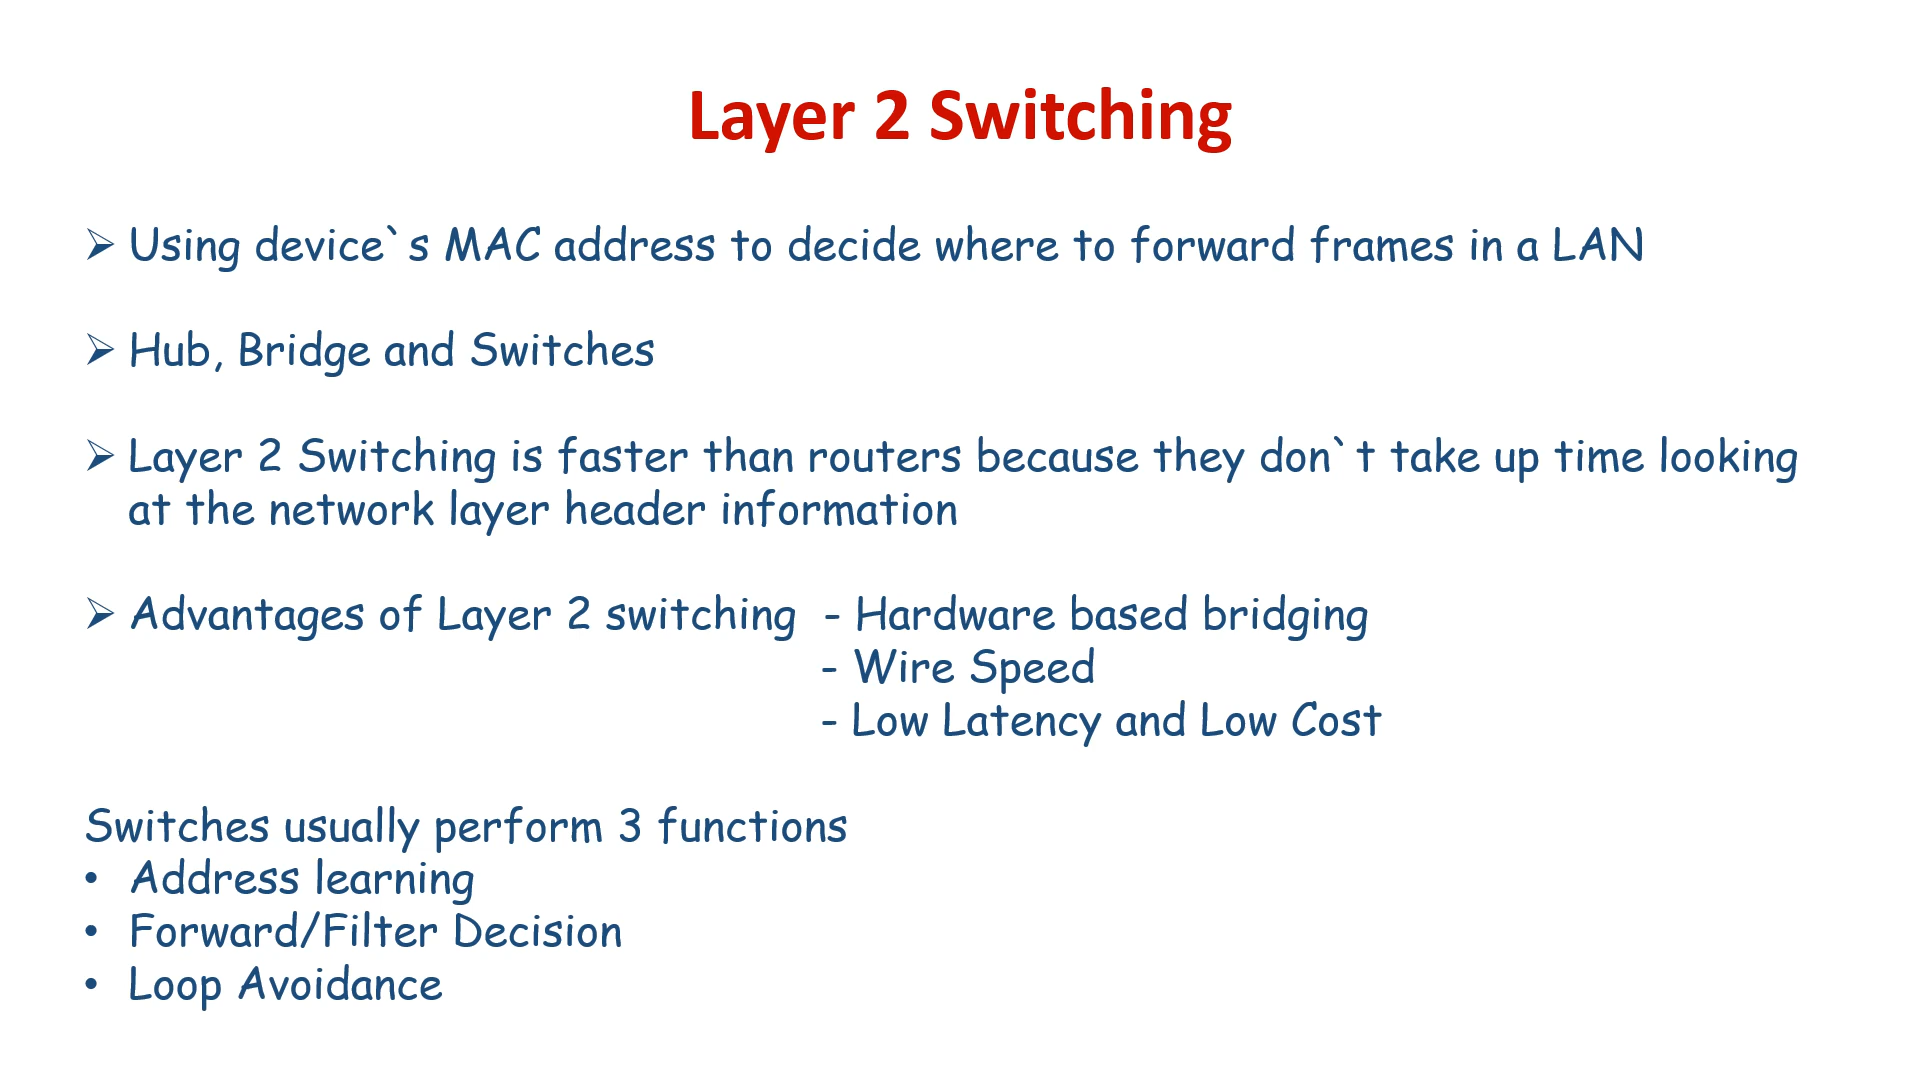 Layer 2 Switching
➢ Using device`s MAC address to decide where to forward frames in a LAN
➢ Hub, Bridge and Switches
➢ Layer 2 Switching is faster than routers because they don`t take up time looking
at the network layer header information
➢ Advantages of Layer 2 switching - Hardware based bridging
- Wire Speed
- Low Latency and Low Cost
Switches usually perform 3 functions
• Address learning
• Forward/Filter Decision
• Loop Avoidance